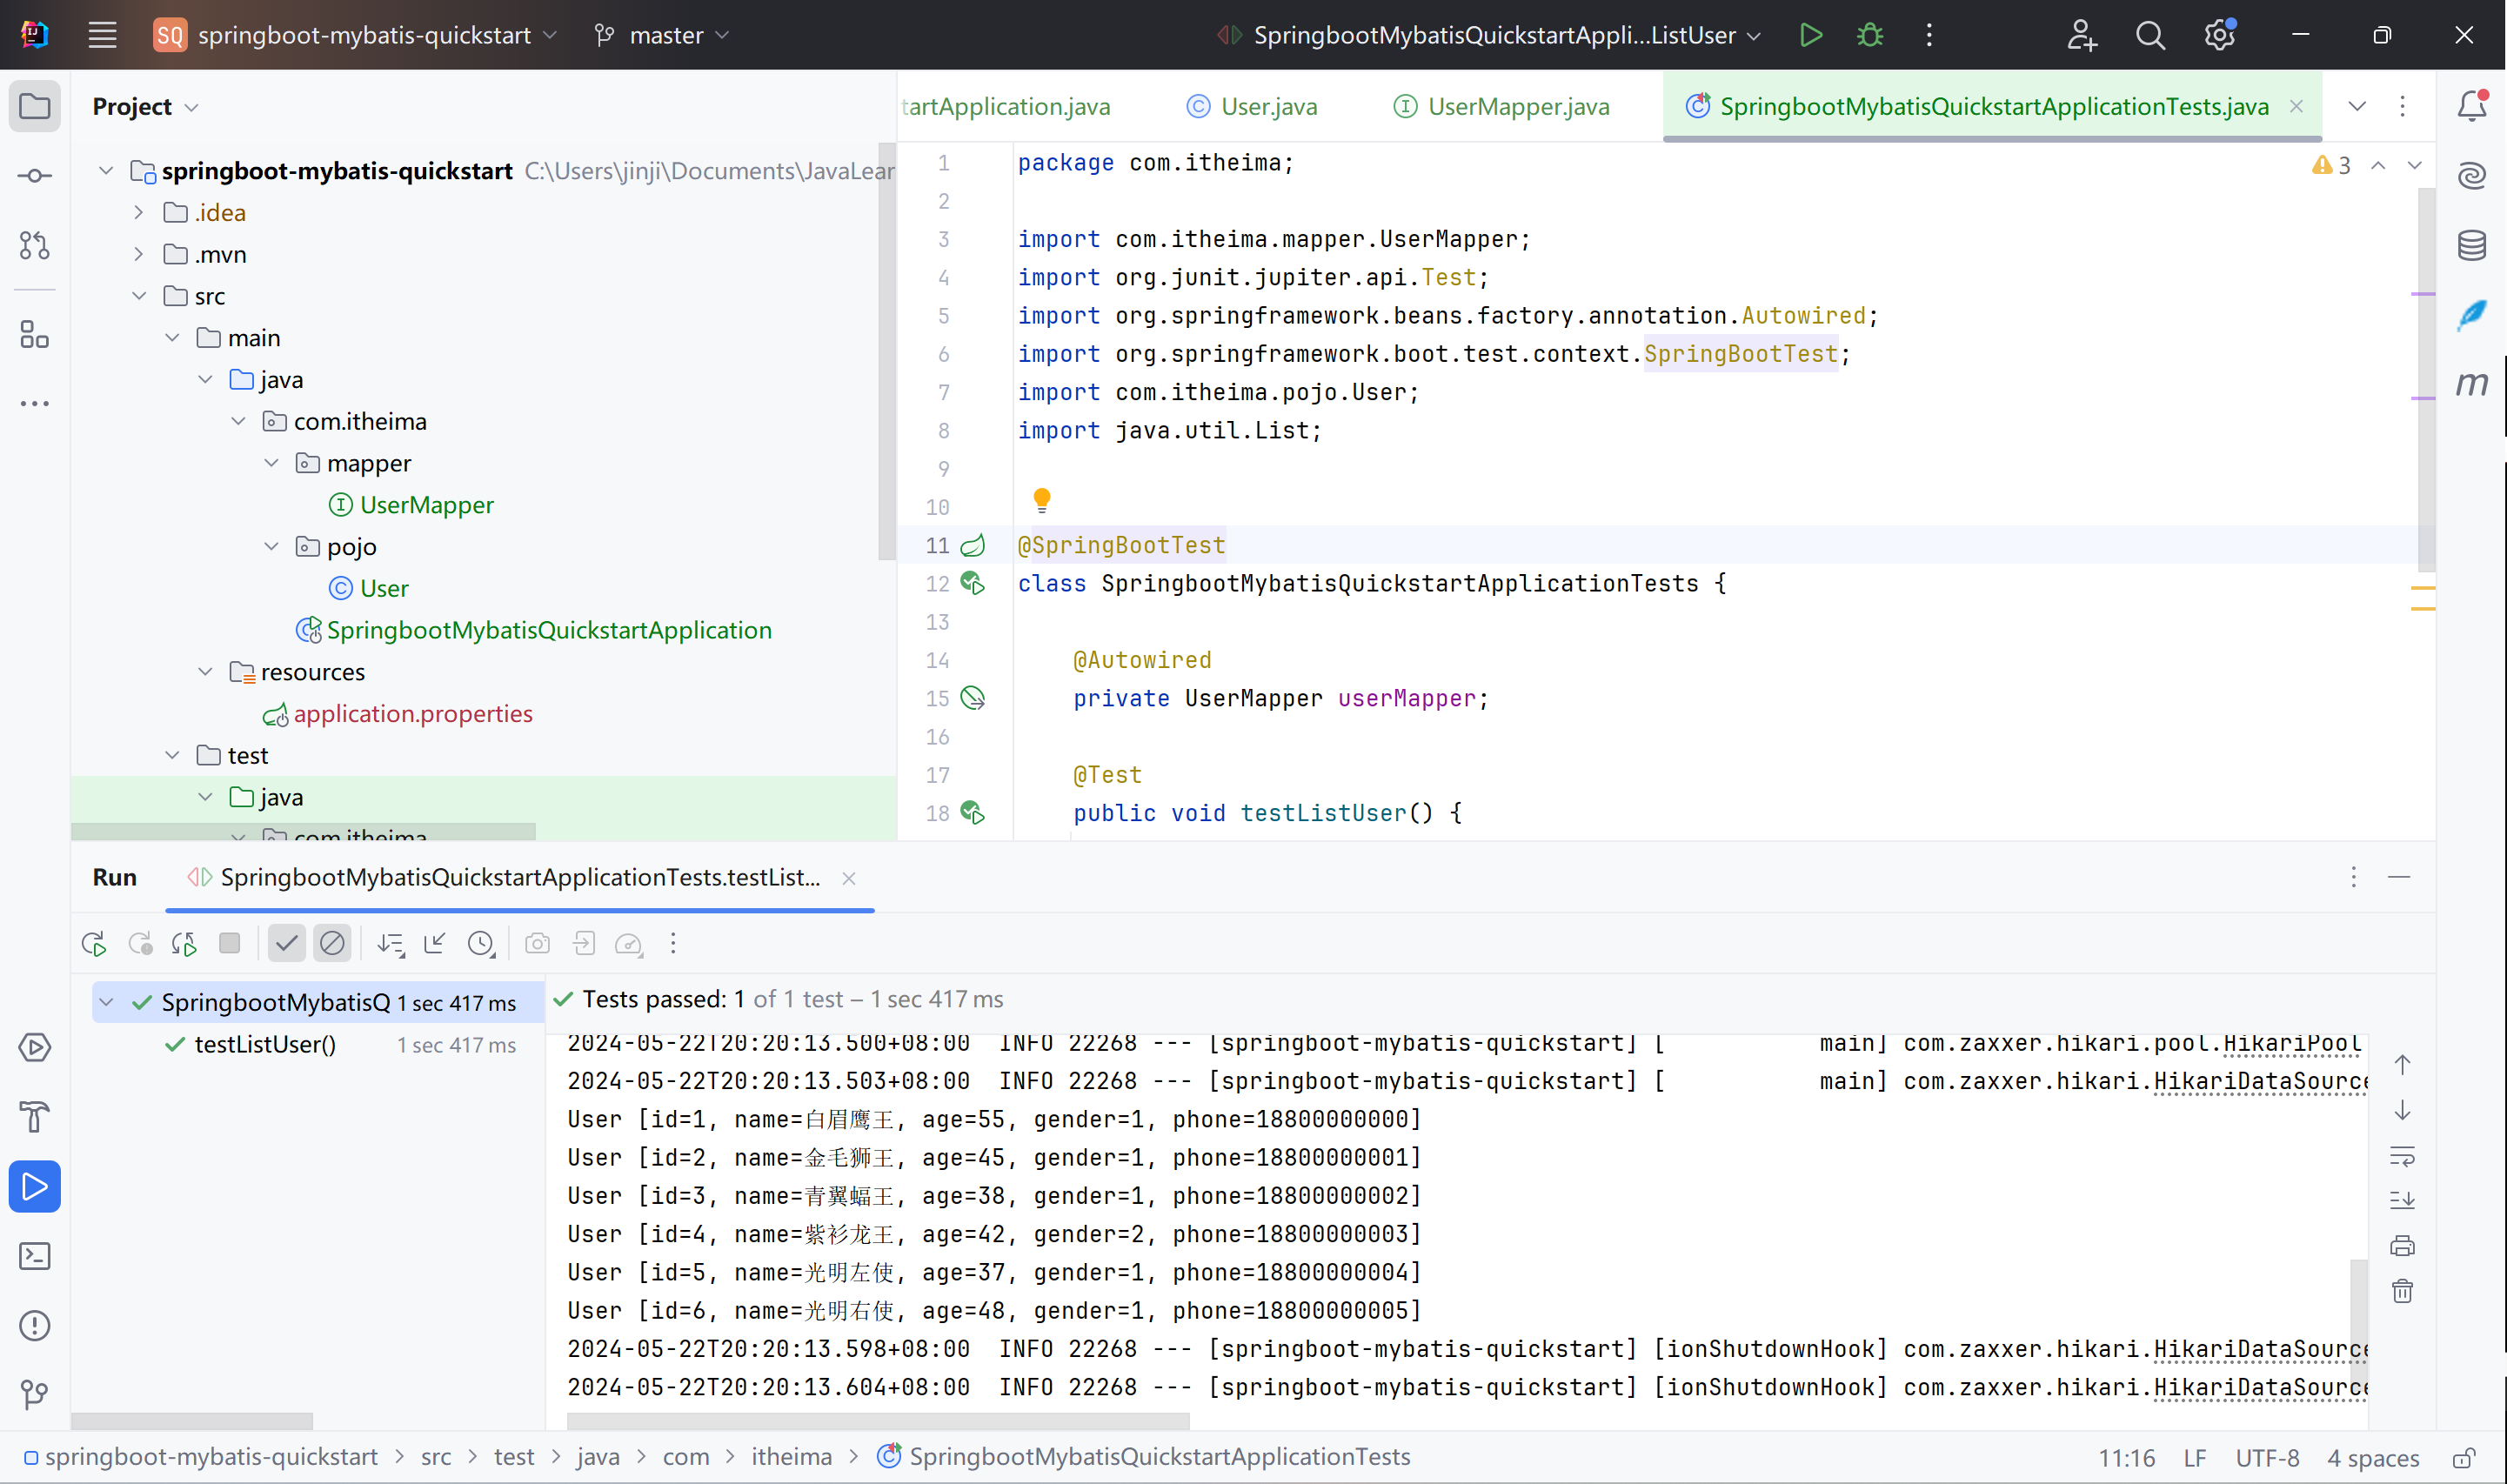 SQ springboot-mybatis-quickstart master SpringbootMybatisQuickstartAppli...ListUser
Project
springboot-mybatis-quickstart C:\Users\jinji\Documents\JavaLear
.idea
.mvn
src
main
java
com.itheima
mapper
UserMapper
pojo
User
SpringbootMybatisQuickstartApplication
resources
application.properties
test
java
com.itheima
tartApplication.java User.java UserMapper.java SpringbootMybatisQuickstartApplicationTests.java
3
1 package com.itheima;
2
3 import com.itheima.mapper.UserMapper;
4 import org.junit.jupiter.api.Test;
5 import org.springframework.beans.factory.annotation.Autowired;
6 import org.springframework.boot.test.context.SpringBootTest;
7 import com.itheima.pojo.User;
8 import java.util.List;
9
10
11 @SpringBootTest
12 class SpringbootMybatisQuickstartApplicationTests {
13
14 @Autowired
15 private UserMapper userMapper;
16
17 @Test
18 public void testListUser() {
m
Run SpringbootMybatisQuickstartApplicationTests.testList...
SpringbootMybatisQ 1 sec 417 ms
testListUser() 1 sec 417 ms
Tests passed: 1 of 1 test – 1 sec 417 ms
2024-05-22T20:20:13.500+08:00 INFO 22268 --- [springboot-mybatis-quickstart] [ main] com.zaxxer.hikari.pool.HikariPool
2024-05-22T20:20:13.503+08:00 INFO 22268 --- [springboot-mybatis-quickstart] [ main] com.zaxxer.hikari.HikariDataSource
User [id=1, name=白眉鹰王, age=55, gender=1, phone=18800000000]
User [id=2, name=金毛狮王, age=45, gender=1, phone=18800000001]
User [id=3, name=青翼蝠王, age=38, gender=1, phone=18800000002]
User [id=4, name=紫衫龙王, age=42, gender=2, phone=18800000003]
User [id=5, name=光明左使, age=37, gender=1, phone=18800000004]
User [id=6, name=光明右使, age=48, gender=1, phone=18800000005]
2024-05-22T20:20:13.598+08:00 INFO 22268 --- [springboot-mybatis-quickstart] [ionShutdownHook] com.zaxxer.hikari.HikariDataSource
2024-05-22T20:20:13.604+08:00 INFO 22268 --- [springboot-mybatis-quickstart] [ionShutdownHook] com.zaxxer.hikari.HikariDataSource
springboot-mybatis-quickstart > src > test > java > com > itheima > SpringbootMybatisQuickstartApplicationTests
11:16 LF UTF-8 4 spaces